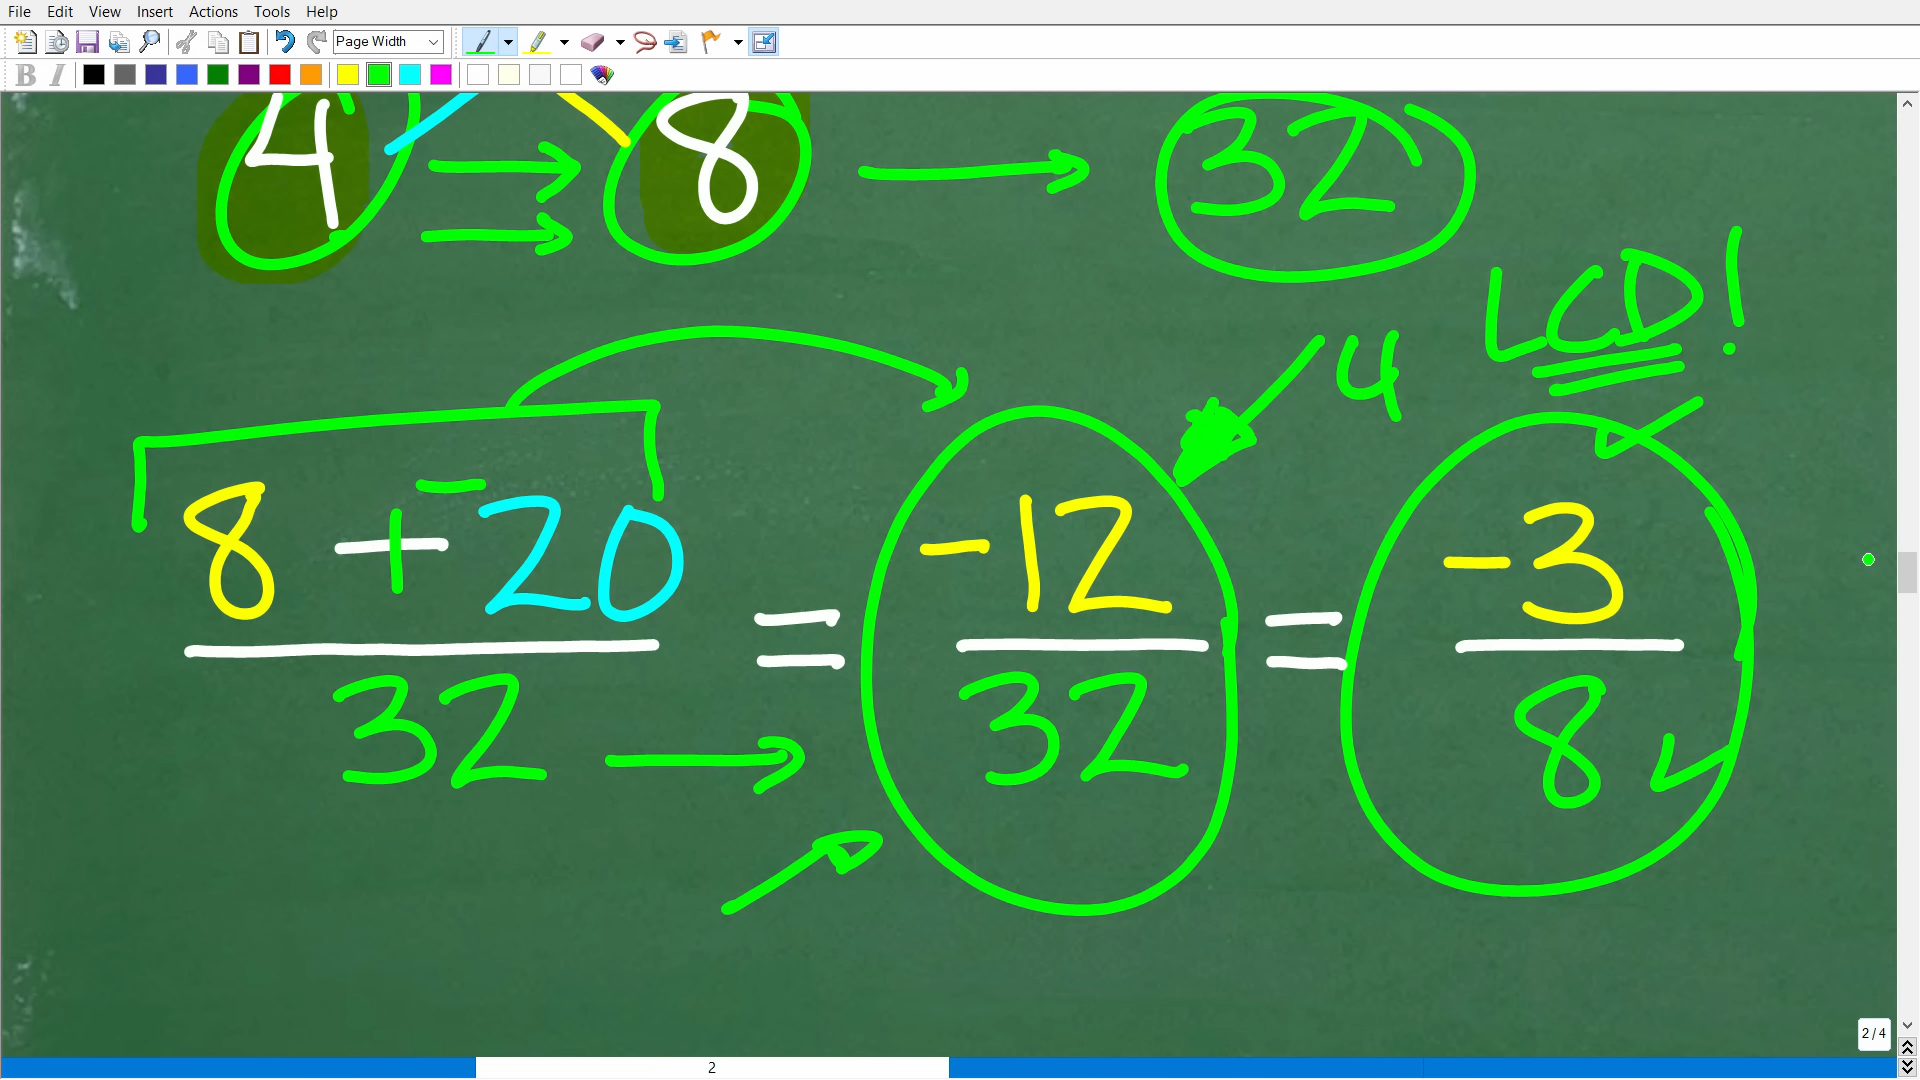 File Edit View Insert Actions Tools Help
Page Width
B I
4 8 32
LCD!
4
8 + -20 = -12 = -3
32 32 8
2/4
2